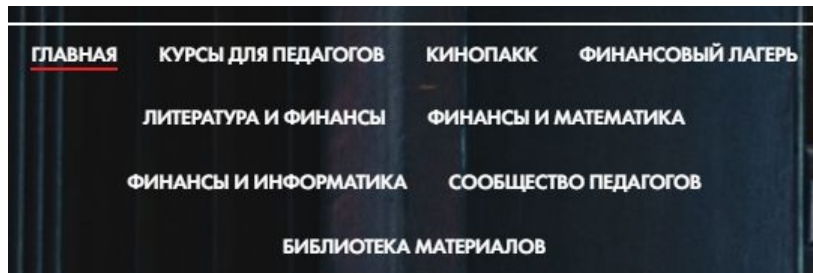 ГЛАВНАЯ КУРСЫ ДЛЯ ПЕДАГОГОВ КИНОПАКК ФИНАНСОВЫЙ ЛАГЕРЬ
ЛИТЕРАТУРА И ФИНАНСЫ ФИНАНСЫ И МАТЕМАТИКА
ФИНАНСЫ И ИНФОРМАТИКА СООБЩЕСТВО ПЕДАГОГОВ
БИБЛИОТЕКА МАТЕРИАЛОВ